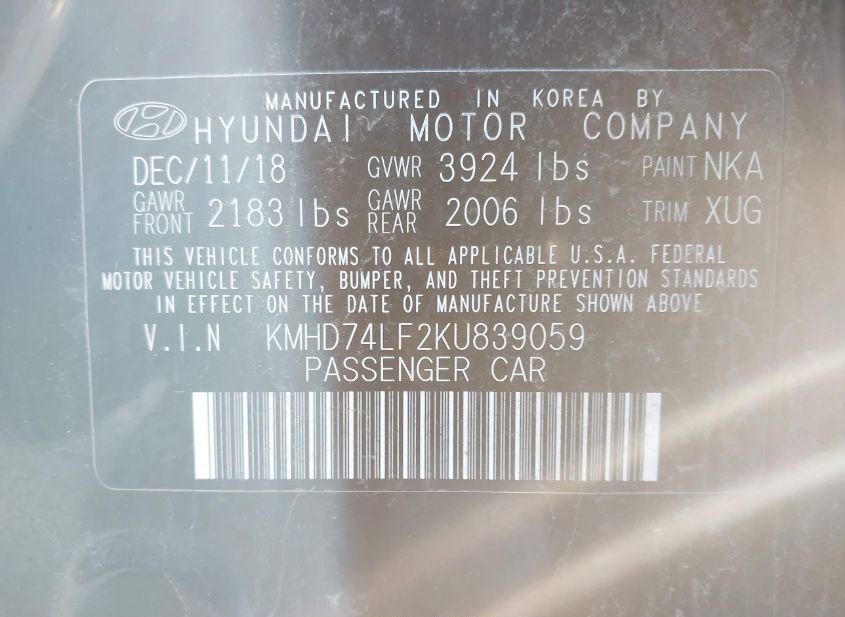 MANUFACTURED IN KOREA BY
HYUNDAI MOTOR COMPANY
DEC/11/18 GVWR 3924 lbs PAINT NKA
GAWR FRONT 2183 lbs GAWR REAR 2006 lbs TRIM XUG
THIS VEHICLE CONFORMS TO ALL APPLICABLE U.S.A. FEDERAL
MOTOR VEHICLE SAFETY, BUMPER, AND THEFT PREVENTION STANDARDS
IN EFFECT ON THE DATE OF MANUFACTURE SHOWN ABOVE
V.I.N KMHD74LF2KU839059
PASSENGER CAR